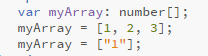 var myArray: number[];
myArray = [1, 2, 3];
myArray = ["1"];